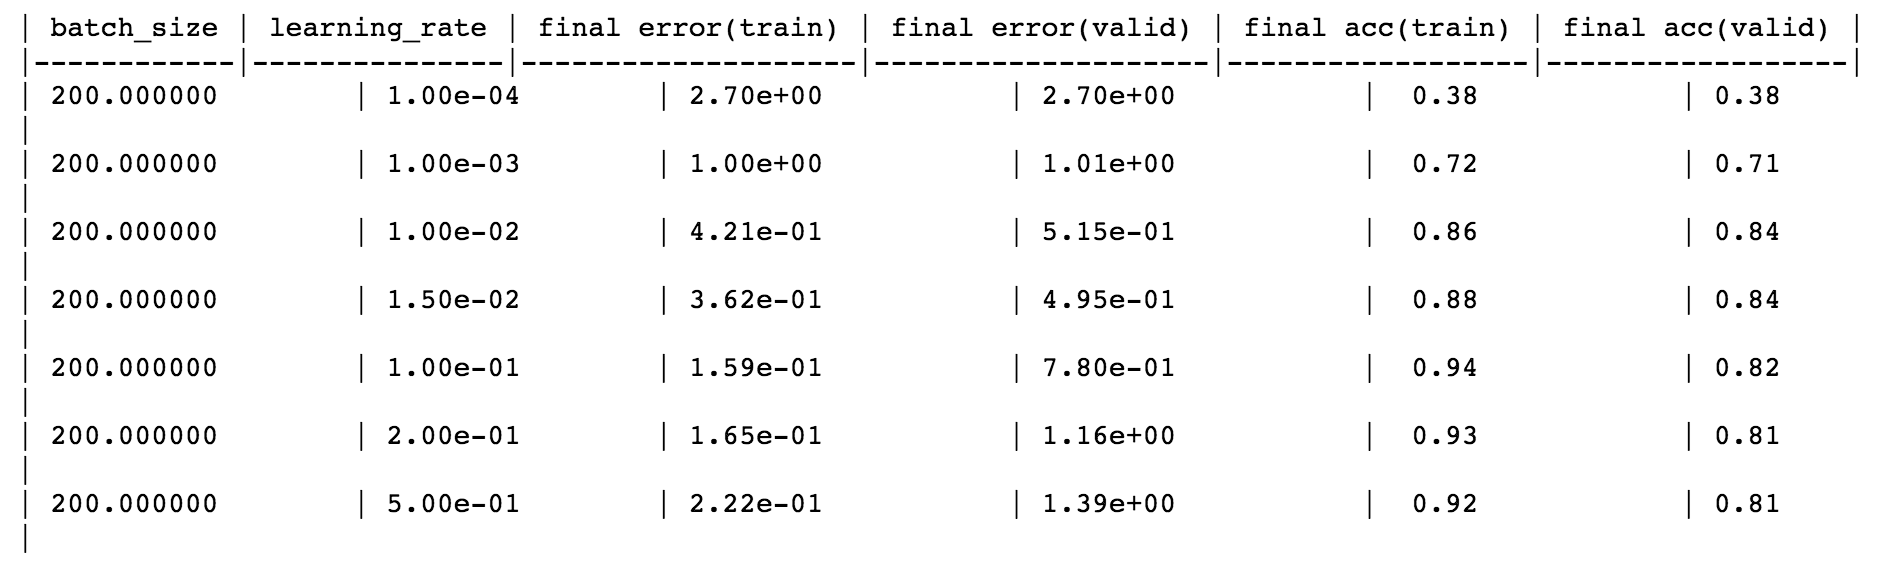 | batch_size | learning_rate | final error(train) | final error(valid) | final acc(train) | final acc(valid) |
|------------|---------------|--------------------|--------------------|------------------|------------------|
| 200.000000 | 1.00e-04 | 2.70e+00 | 2.70e+00 | 0.38 | 0.38
|
| 200.000000 | 1.00e-03 | 1.00e+00 | 1.01e+00 | 0.72 | 0.71
|
| 200.000000 | 1.00e-02 | 4.21e-01 | 5.15e-01 | 0.86 | 0.84
|
| 200.000000 | 1.50e-02 | 3.62e-01 | 4.95e-01 | 0.88 | 0.84
|
| 200.000000 | 1.00e-01 | 1.59e-01 | 7.80e-01 | 0.94 | 0.82
|
| 200.000000 | 2.00e-01 | 1.65e-01 | 1.16e+00 | 0.93 | 0.81
|
| 200.000000 | 5.00e-01 | 2.22e-01 | 1.39e+00 | 0.92 | 0.81
|